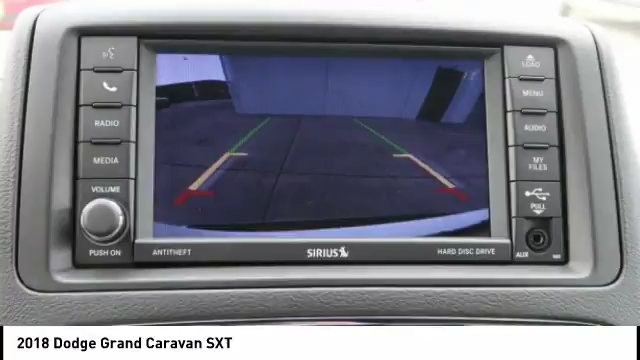 LOAD
MENU
RADIO
AUDIO
MEDIA
MY
FILES
VOLUME
PULL
PUSH ON
ANTITHEFT
SIRIUS
HARD DISC DRIVE
AUX
2018 Dodge Grand Caravan SXT